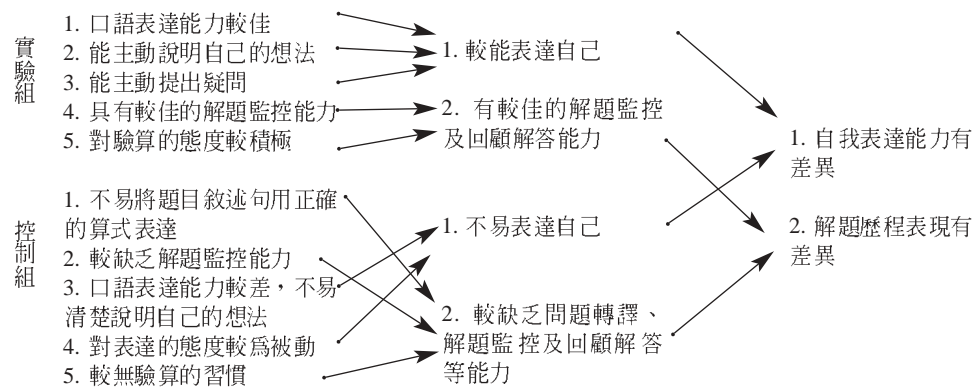 實驗組
1. 口語表達能力較佳
2. 能主動說明自己的想法
3. 能主動提出疑問
4. 具有較佳的解題監控能力
5. 對驗算的態度較積極
控制組
1. 不易將題目敘述句用正確
的算式表達
2. 較缺乏解題監控能力
3. 口語表達能力較差，不易
清楚說明自己的想法
4. 對表達的態度較為被動
5. 較無驗算的習慣
1. 較能表達自己
2. 有較佳的解題監控
及回顧解答能力
1. 不易表達自己
2. 較缺乏問題轉譯、
解題監控及回顧解答
等能力
1. 自我表達能力有
差異
2. 解題歷程表現有
差異